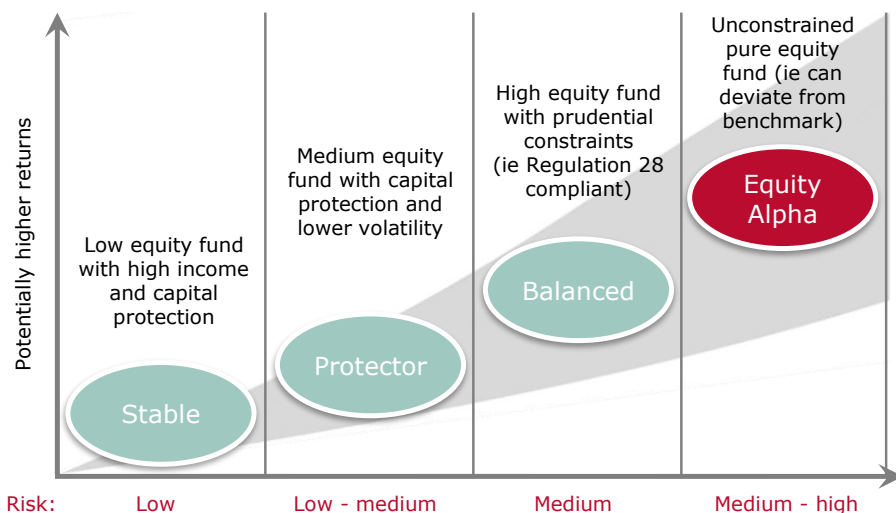 Potentially higher returns
Low equity fund
with high income
and capital
protection
Stable
Medium equity
fund with capital
protection and
lower volatility
Protector
High equity fund
with prudential
constraints
(ie Regulation 28
compliant)
Balanced
Unconstrained
pure equity
fund (ie can
deviate from
benchmark)
Equity
Alpha
Risk: Low Low - medium Medium Medium - high